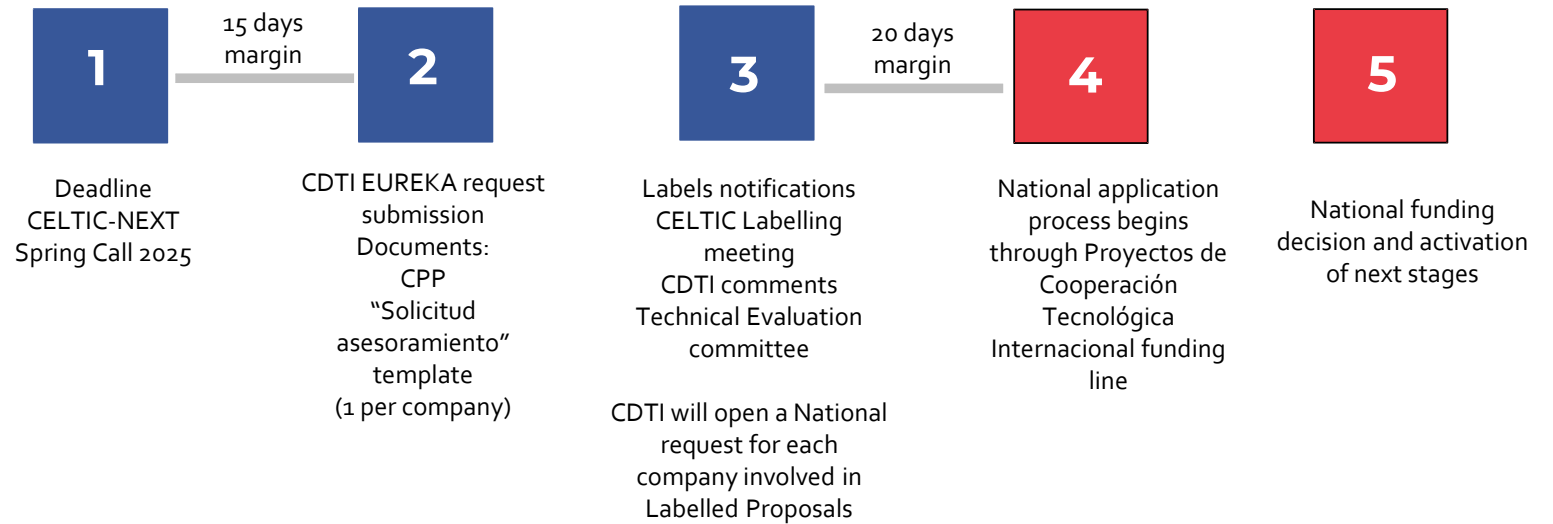 1
15 days
margin
2
3
20 days
margin
4
5
Deadline
CELTIC-NEXT
Spring Call 2025
CDTI EUREKA request
submission
Documents:
CPP
“Solicitud
asesoramiento”
template
(1 per company)
Labels notifications
CELTIC Labelling
meeting
CDTI comments
Technical Evaluation
committee
CDTI will open a National
request for each
company involved in
Labelled Proposals
National application
process begins
through Proyectos de
Cooperación
Tecnológica
Internacional funding
line
National funding
decision and activation
of next stages